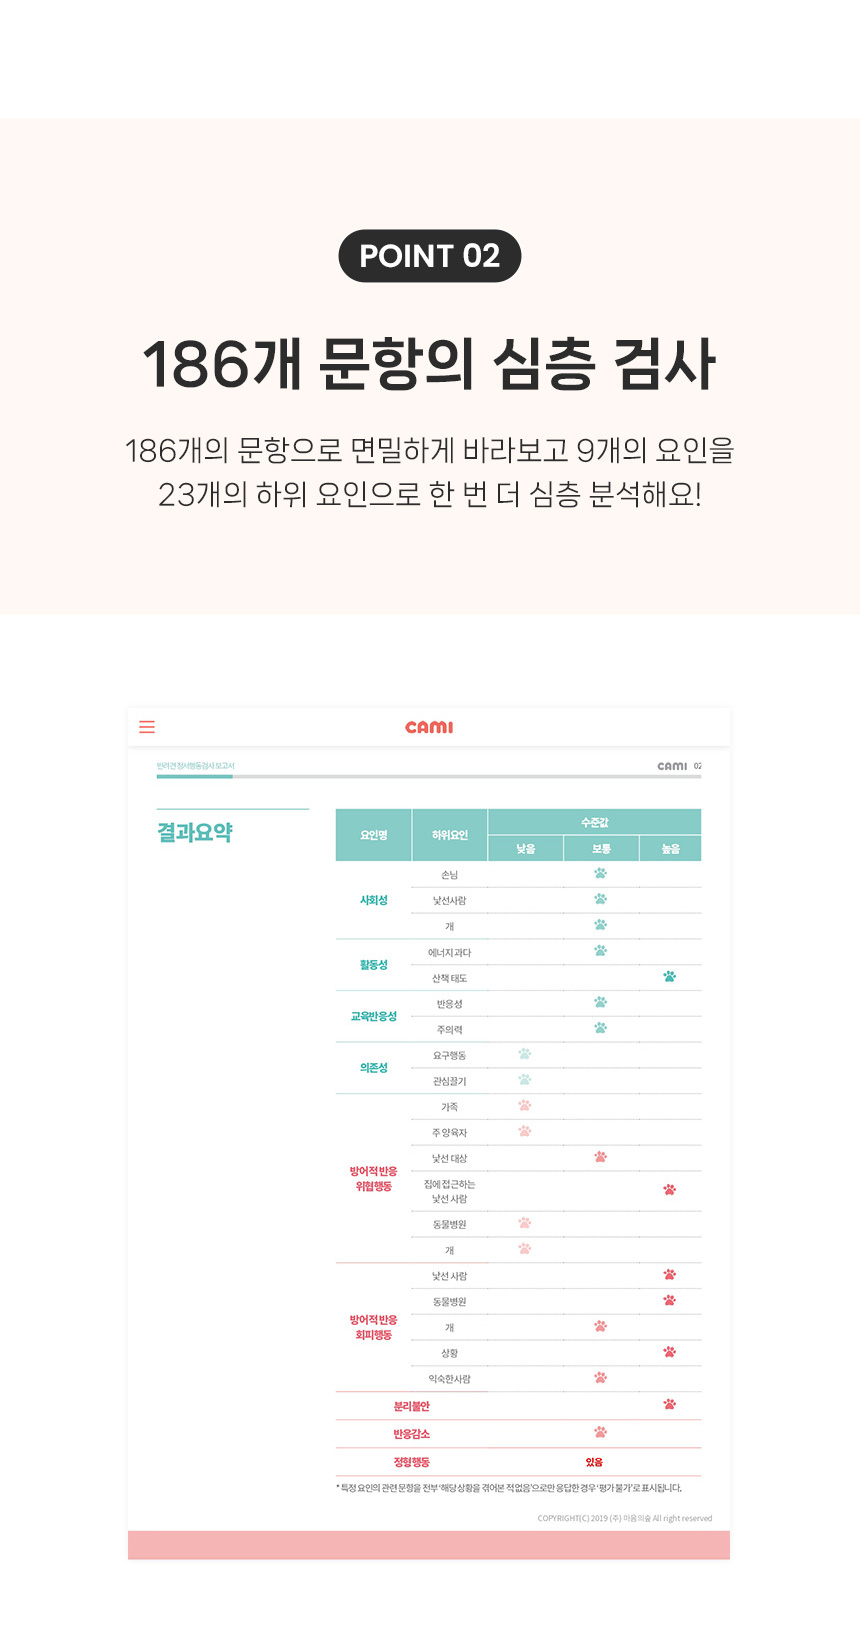 POINT 02
186개 문항의 심층 검사
186개의 문항으로 면밀하게 바라보고 9개의 요인을
23개의 하위 요인으로 한 번 더 심층 분석해요!
CAMI
반려견 정서행동검사 보고서
CAMI 02
결과요약
요인명 하위요인 수준값
낮음 보통 높음
사회성
손님
낯선사람
개
활동성
에너지 과다
산책 태도
교육반응성
반응성
주의력
의존성
요구행동
관심끌기
방어적 반응
위협행동
가족
주 양육자
낯선 대상
집에 접근하는
낯선 사람
동물병원
개
방어적 반응
회피행동
낯선 사람
동물병원
개
상황
익숙한사람
분리불안
반응감소
정형행동 있음
* 특정 요인의 관련 문항을 전부 '해당 상황을 겪어본 적 없음'으로만 응답한 경우 '평가 불가'로 표시됩니다.
COPYRIGHT(C) 2019 (주) 마음의숲 All right reserved